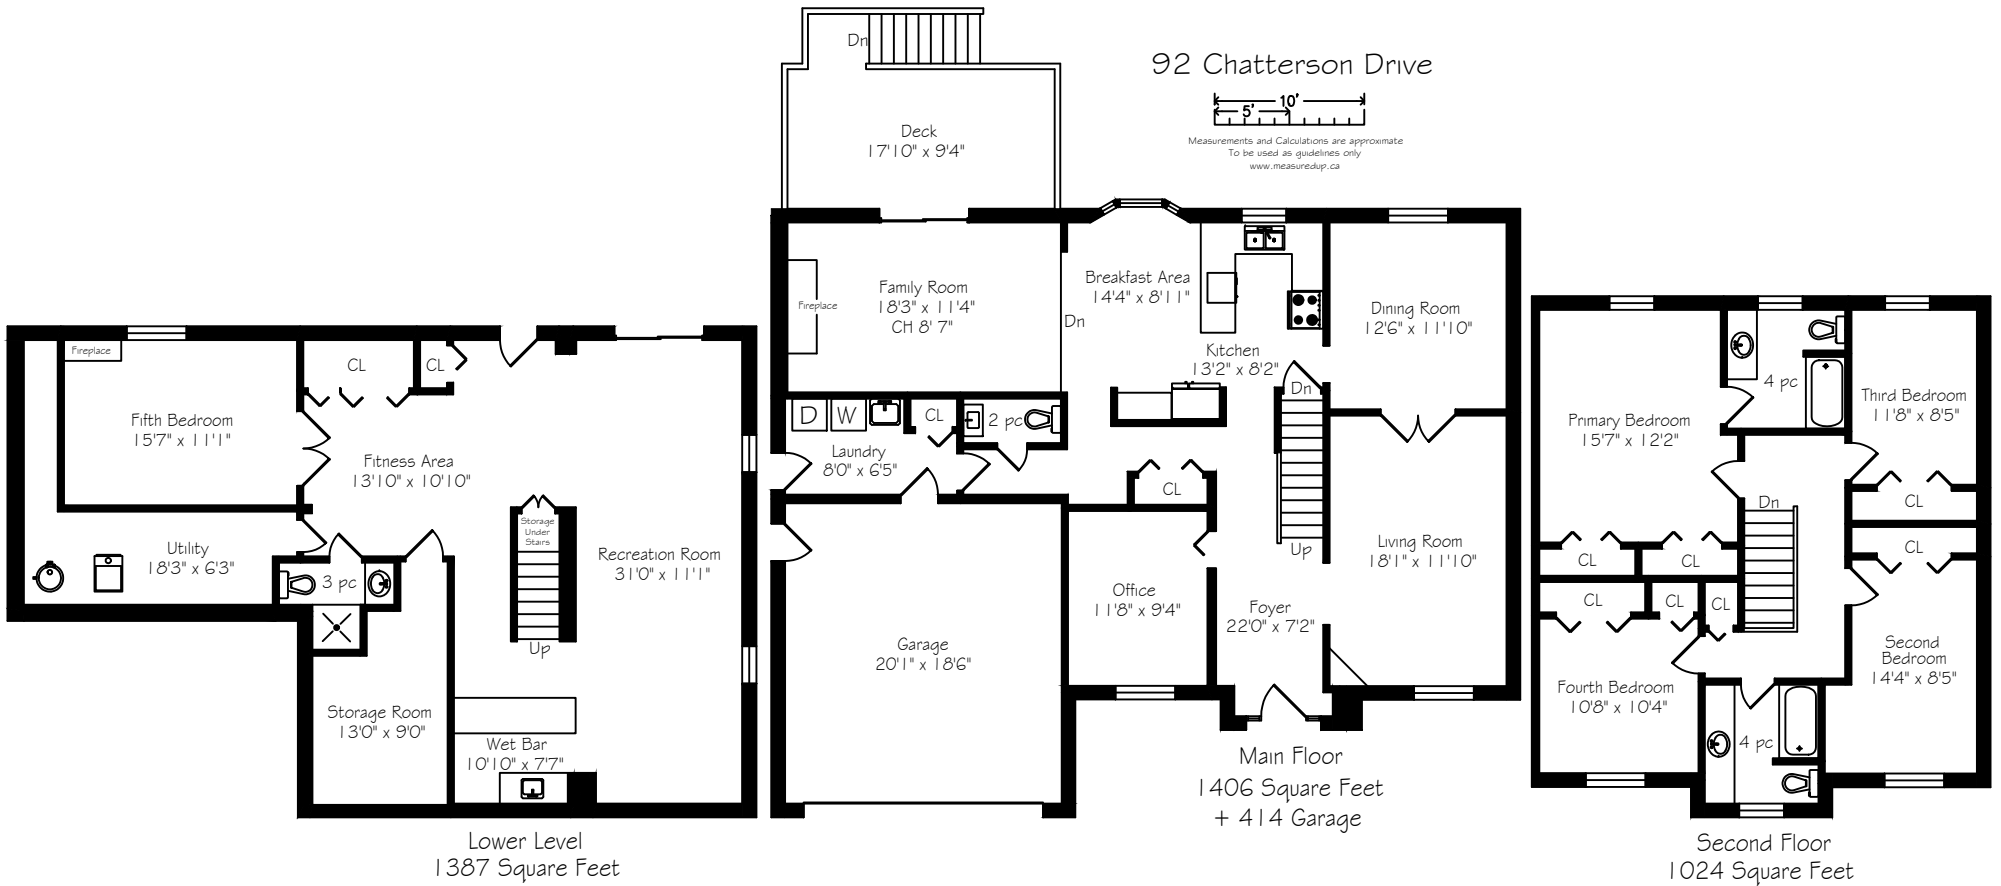 92 Chatterson Drive
10'
5'
Measurements and Calculations are approximate
To be used as guidelines only
www.measuredup.ca
Fireplace
CL
CL
Fifth Bedroom
15'7" x 11'1"
Fitness Area
13'10" x 10'10"
Storage
Under
Stairs
Utility
18'3" x 6'3"
3 pc
Recreation Room
31'0" x 11'1"
Up
Storage Room
13'0" x 9'0"
Wet Bar
10'10" x 7'7"
Lower Level
1387 Square Feet
Dn
Deck
17'10" x 9'4"
Family Room
18'3" x 11'4"
CH 8' 7"
Fireplace
Breakfast Area
14'4" x 8'11"
Dn
Kitchen
13'2" x 8'2"
Dining Room
12'6" x 11'10"
Dn
D
W
CL
2 pc
Laundry
8'0" x 6'5"
CL
Up
Living Room
18'1" x 11'10"
Office
11'8" x 9'4"
Foyer
22'0" x 7'2"
Garage
20'1" x 18'6"
Main Floor
1406 Square Feet
+ 414 Garage
4 pc
Third Bedroom
11'8" x 8'5"
Primary Bedroom
15'7" x 12'2"
CL
Dn
CL
CL
CL
CL
CL
CL
Second
Bedroom
14'4" x 8'5"
Fourth Bedroom
10'8" x 10'4"
4 pc
Second Floor
1024 Square Feet